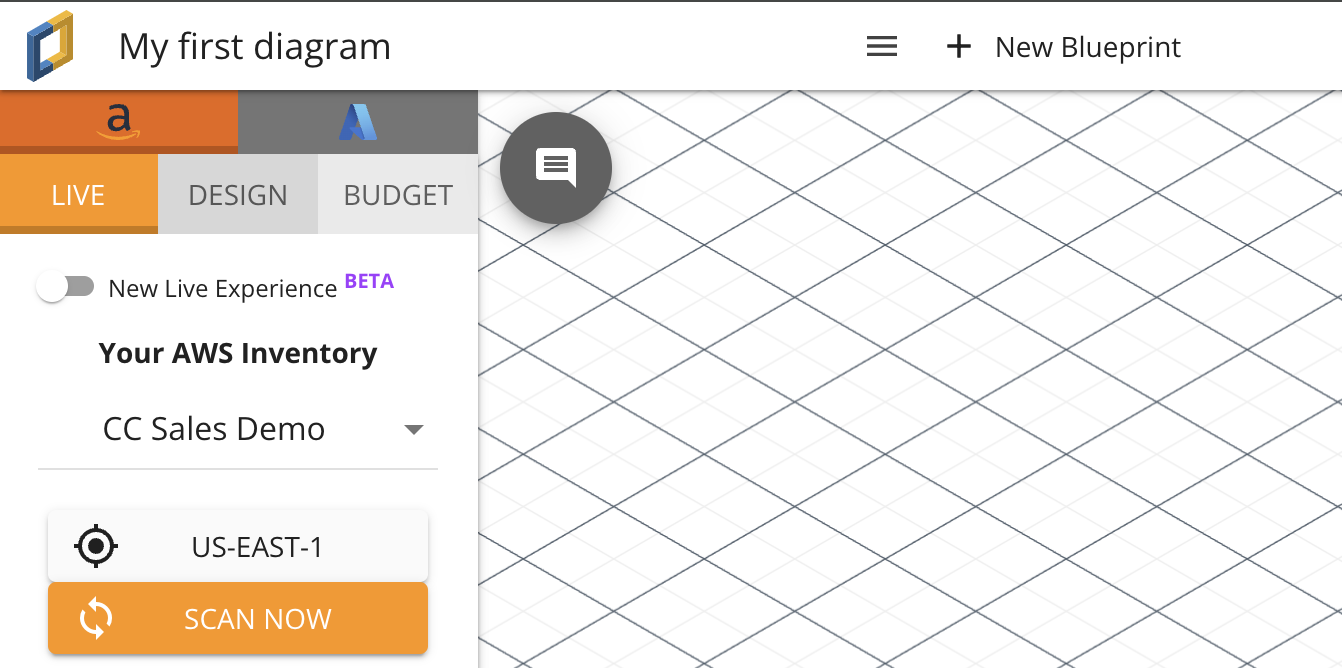 My first diagram
New Blueprint
a
LIVE
DESIGN
BUDGET
New Live Experience BETA
Your AWS Inventory
CC Sales Demo
US-EAST-1
SCAN NOW